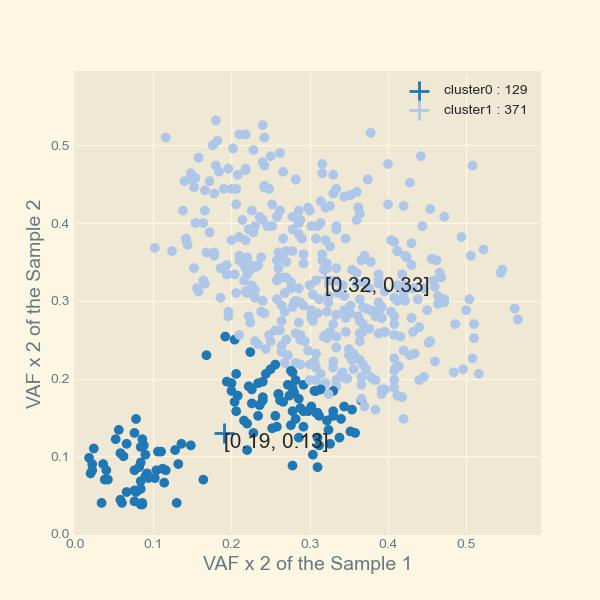 cluster0 : 129
cluster1 : 371
0.5
0.4
0.3
0.2
0.1
0.0
[0.32, 0.33]
[0.19, 0.13]
0.0 0.1 0.2 0.3 0.4 0.5
VAF x 2 of the Sample 1
VAF x 2 of the Sample 2